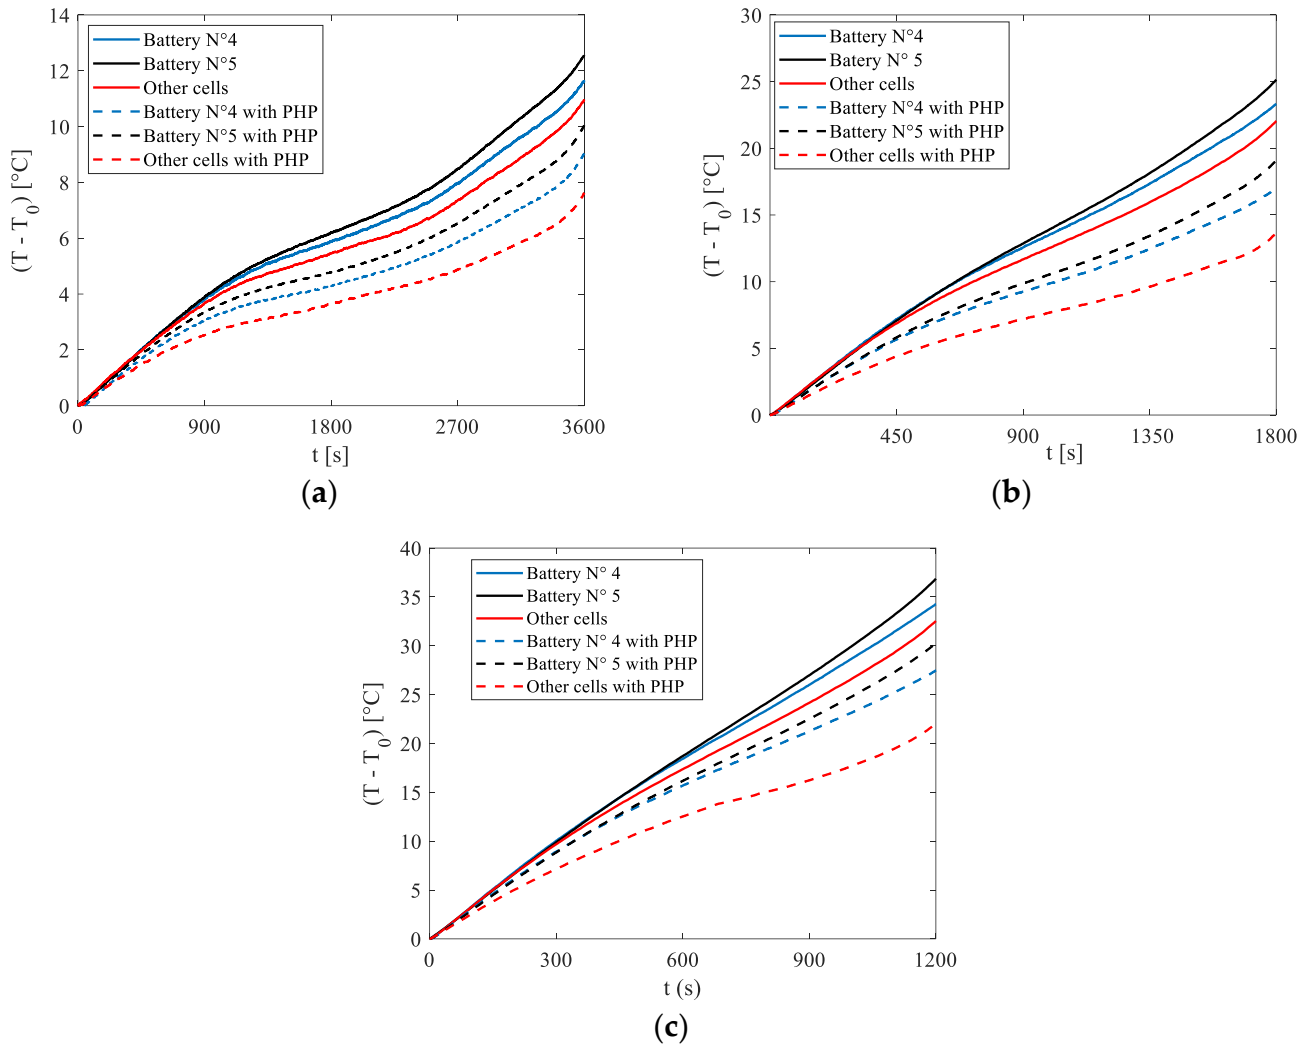 14
12
10
8
6
4
2
0
(T - T0) [°C]
Battery N°4
Battery N°5
Other cells
Battery N°4 with PHP
Battery N°5 with PHP
Other cells with PHP
0 900 1800 2700 3600
t [s]
(a)
30
25
20
15
10
5
0
(T - T0) [°C]
Battery N°4
Batery N° 5
Other cells
Battery N°4 with PHP
Battery N°5 with PHP
Other cells with PHP
450 900 1350 1800
t [s]
(b)
40
35
30
25
20
15
10
5
0
(T - T0) [°C]
Battery N° 4
Battery N° 5
Other cells
Battery N° 4 with PHP
Battery N° 5 with PHP
Other cells with PHP
0 300 600 900 1200
t (s)
(c)